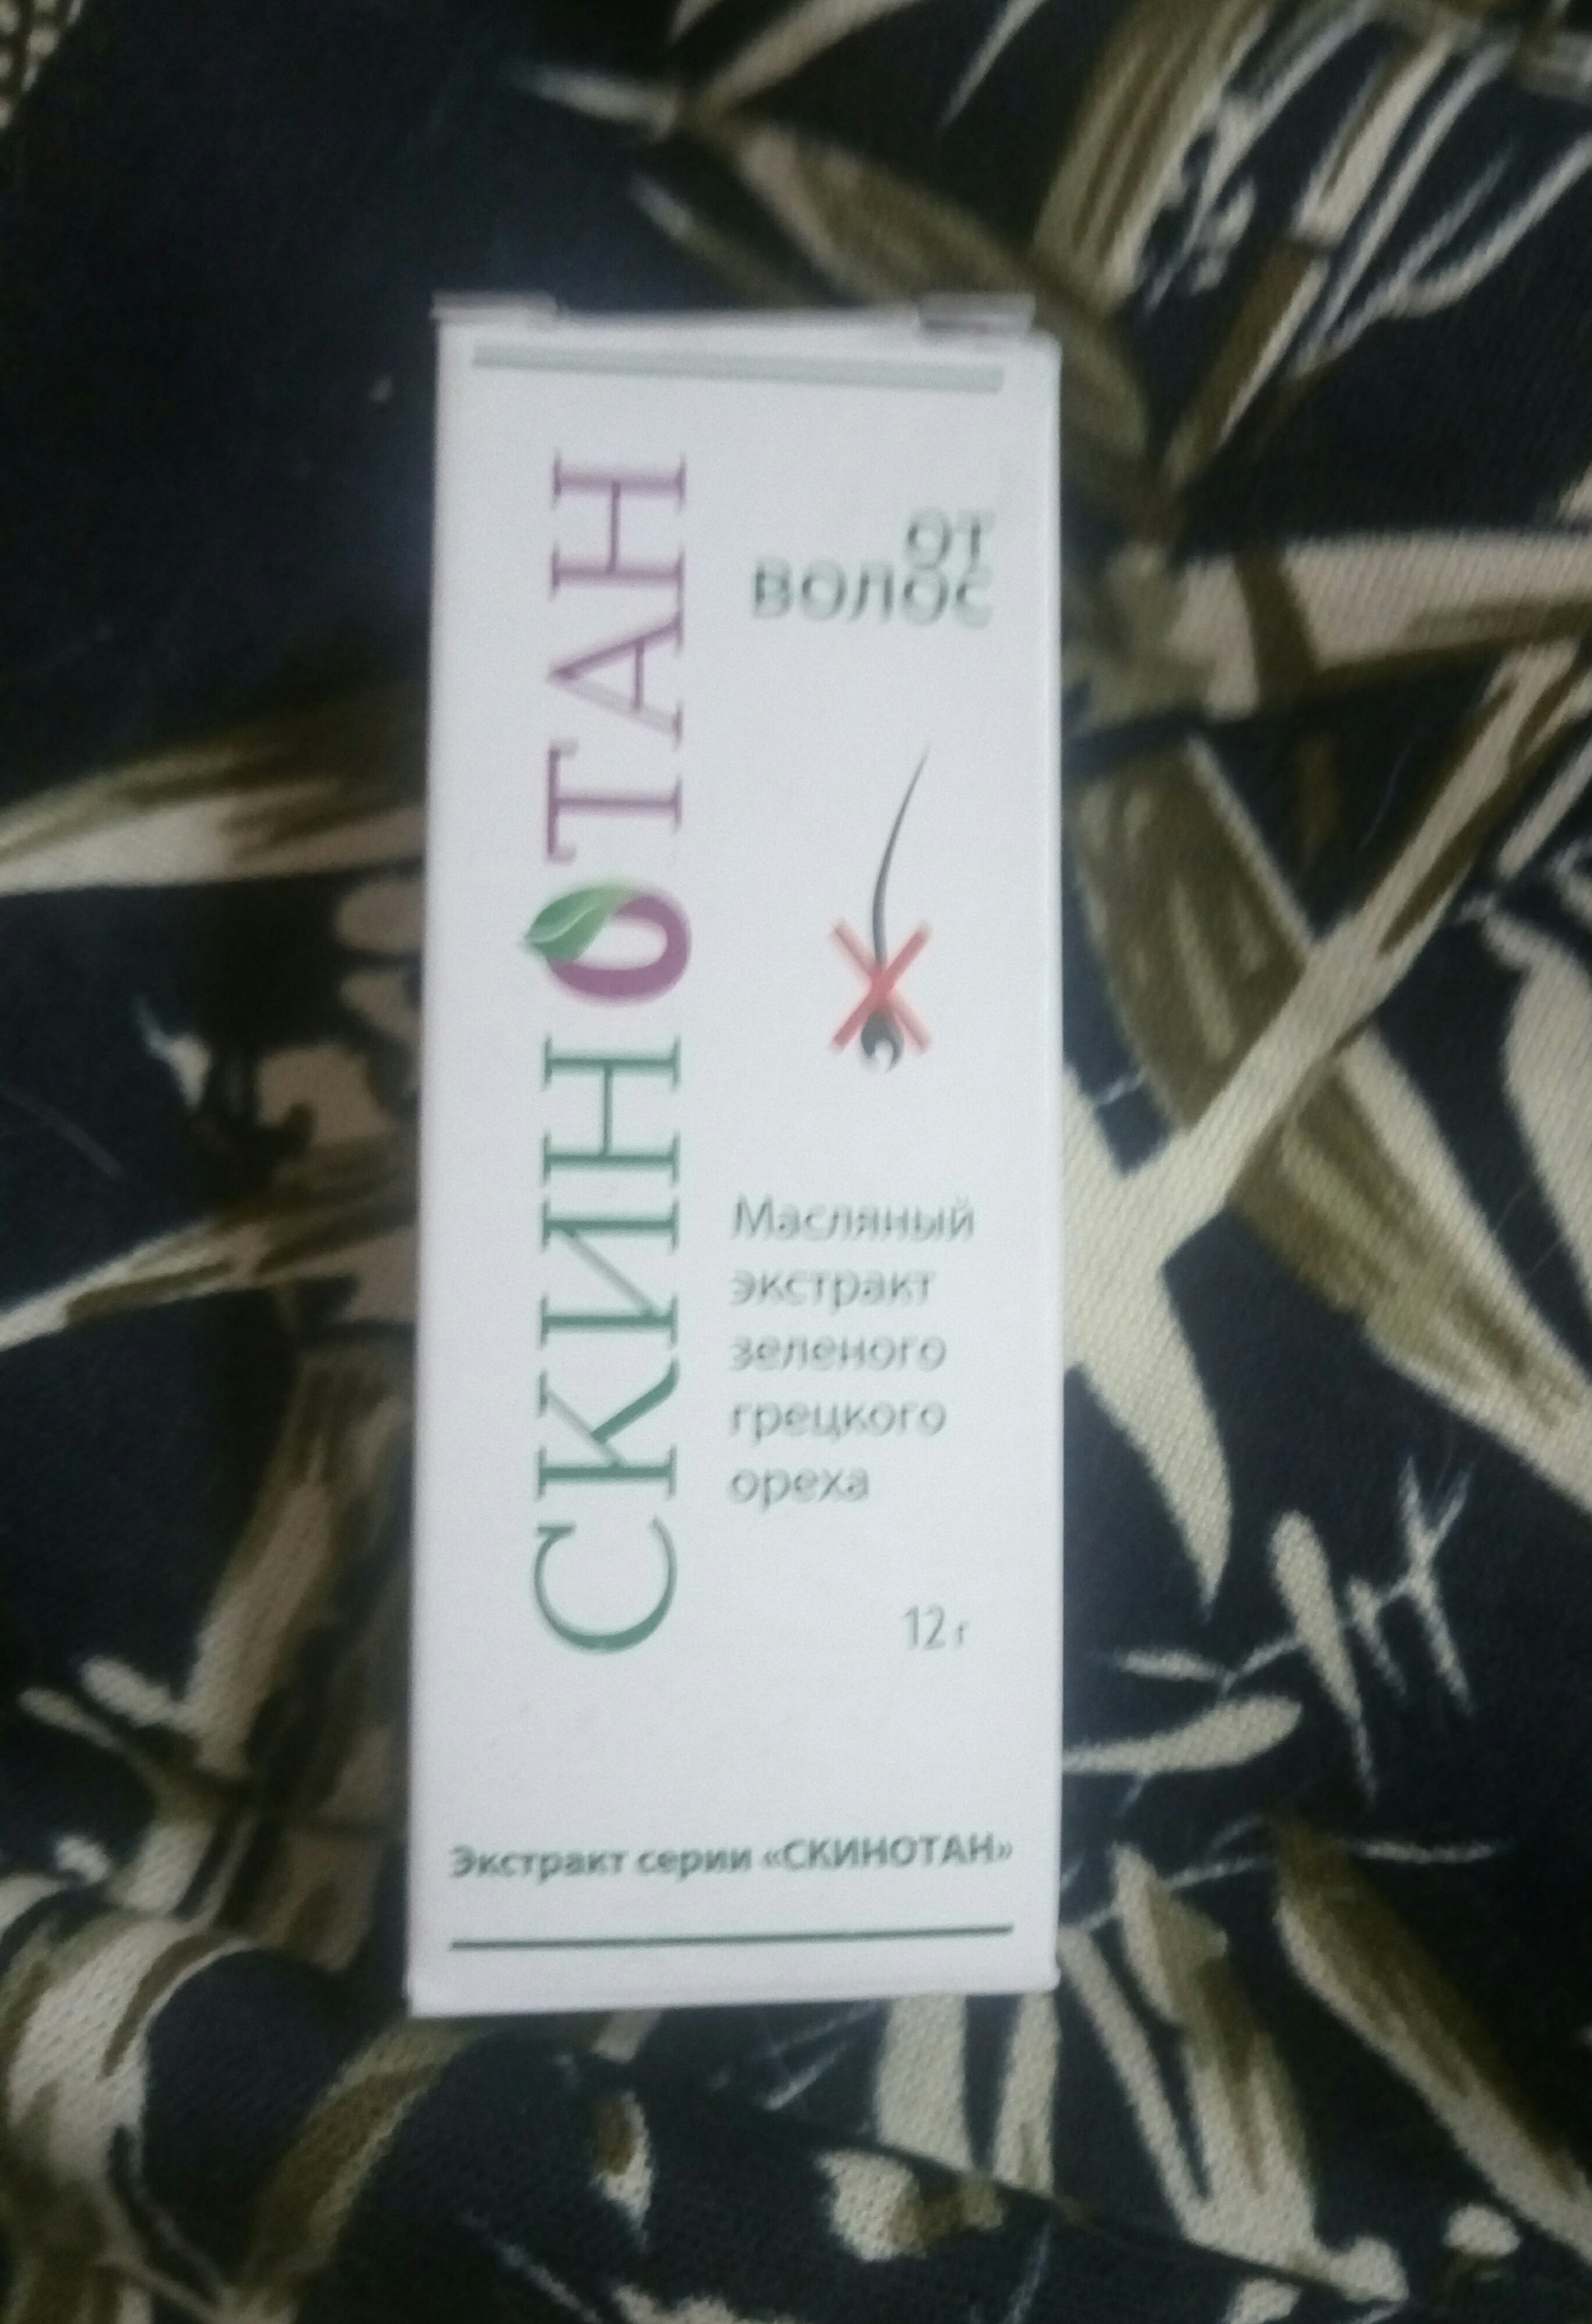 СКИНОТАН
от
волос
Масляный
экстракт
зеленого
грецкого
ореха
12 г
Экстракт серии «СКИНОТАН»